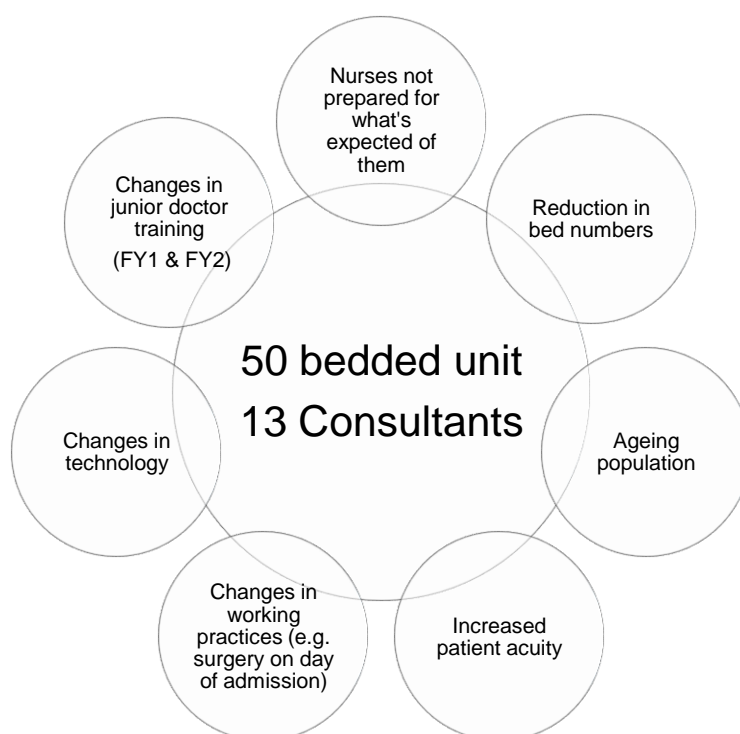 Nurses not
prepared for
what's
expected of
them
Changes in
junior doctor
training
(FY1 & FY2)
Reduction in
bed numbers
50 bedded unit
13 Consultants
Changes in
technology
Ageing
population
Changes in
working
practices (e.g.
surgery on day
of admission)
Increased
patient acuity